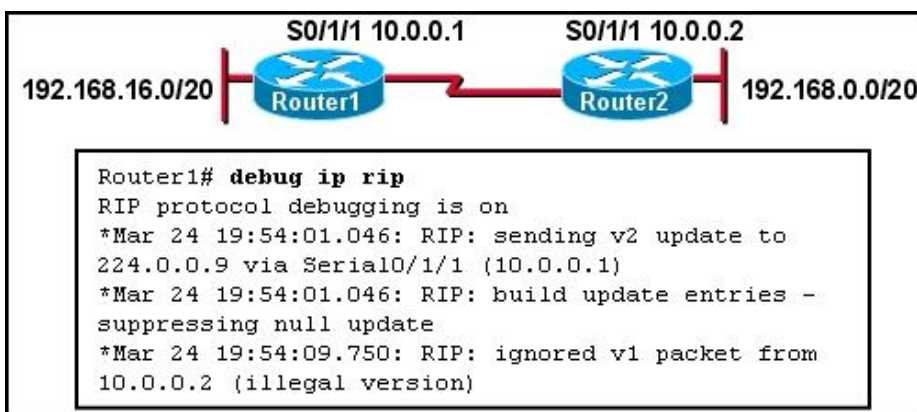 S0/1/1 10.0.0.1
S0/1/1 10.0.0.2
192.168.16.0/20
Router1
Router2
192.168.0.0/20
Router1# debug ip rip
RIP protocol debugging is on
*Mar 24 19:54:01.046: RIP: sending v2 update to
224.0.0.9 via Serial0/1/1 (10.0.0.1)
*Mar 24 19:54:01.046: RIP: build update entries –
suppressing null update
*Mar 24 19:54:09.750: RIP: ignored v1 packet from
10.0.0.2 (illegal version)